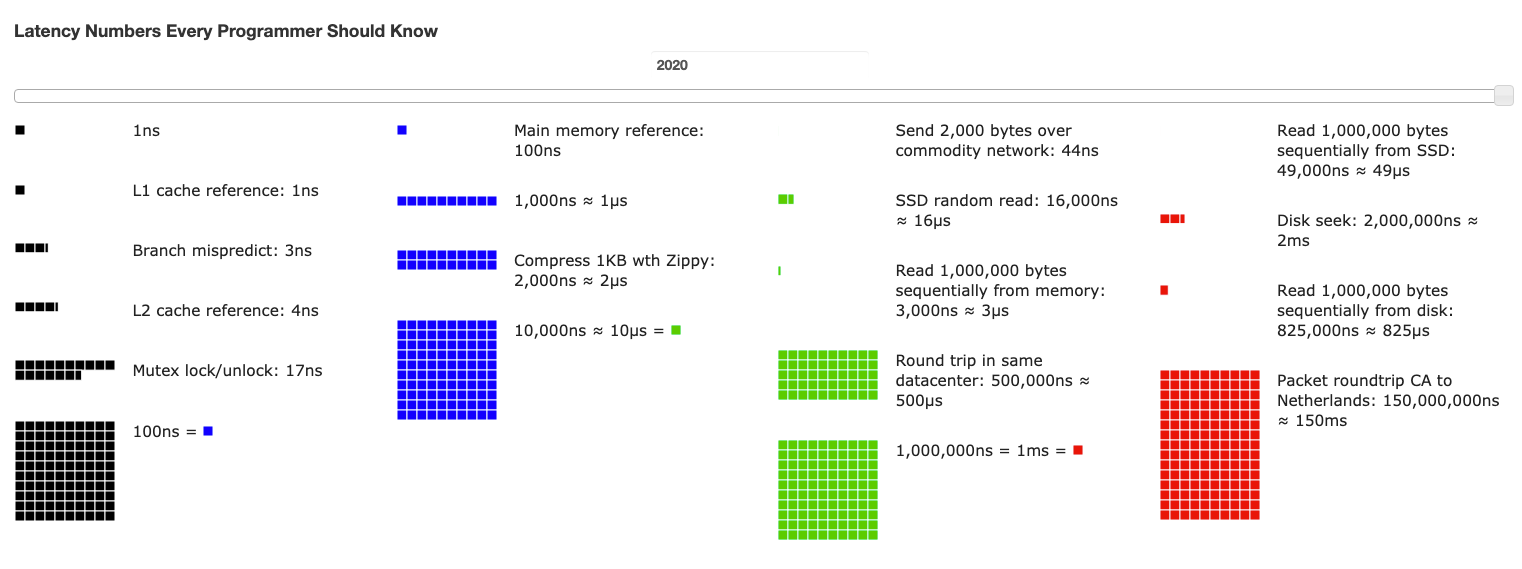 Latency Numbers Every Programmer Should Know
2020
1ns
L1 cache reference: 1ns
Branch mispredict: 3ns
L2 cache reference: 4ns
Mutex lock/unlock: 17ns
100ns =
Main memory reference:
100ns
1,000ns ≈ 1μs
Compress 1KB wth Zippy:
2,000ns ≈ 2μs
10,000ns ≈ 10μs =
Send 2,000 bytes over
commodity network: 44ns
SSD random read: 16,000ns
≈ 16μs
Read 1,000,000 bytes
sequentially from memory:
3,000ns ≈ 3μs
Round trip in same
datacenter: 500,000ns ≈
500μs
1,000,000ns = 1ms =
Read 1,000,000 bytes
sequentially from SSD:
49,000ns ≈ 49μs
Disk seek: 2,000,000ns ≈
2ms
Read 1,000,000 bytes
sequentially from disk:
825,000ns ≈ 825μs
Packet roundtrip CA to
Netherlands: 150,000,000ns
≈ 150ms